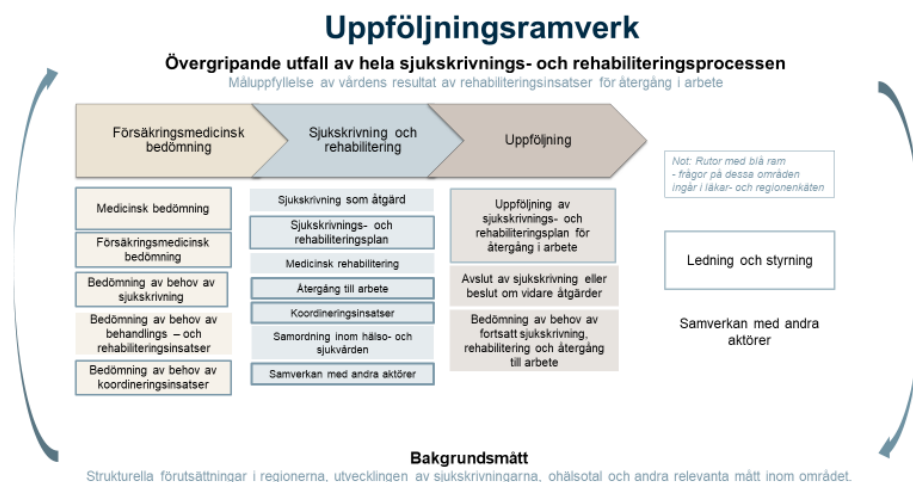 Uppföljningsramverk
Övergripande utfall av hela sjukskrivnings- och rehabiliteringsprocessen
Måluppfyllelse av vårdens resultat av rehabiliteringsinsatser för återgång i arbete
Försäkringsmedicinsk
bedömning
Sjukskrivning och
rehabilitering
Uppföljning
Medicinsk bedömning
Försäkringsmedicinsk
bedömning
Bedömning av behov av
sjukskrivning
Bedömning av behov av
behandlings – och
rehabiliteringsinsatser
Bedömning av behov av
koordineringsinsatser
Sjukskrivning som åtgärd
Sjukskrivnings- och
rehabiliteringsplan
Medicinsk rehabilitering
Återgång till arbete
Koordineringsinsatser
Samordning inom hälso- och
sjukvården
Samverkan med andra aktörer
Uppföljning av
sjukskrivnings- och
rehabiliteringsplan för
återgång i arbete
Avslut av sjukskrivning eller
beslut om vidare åtgärder
Bedömning av behov av
fortsatt sjukskrivning,
rehabilitering och återgång
till arbete
Not: Rutor med blå ram
- frågor på dessa områden
ingår i läkar- och regionenkäten
Ledning och styrning
Samverkan med andra
aktörer
Bakgrundsmått
Strukturella förutsättningar i regionerna, utvecklingen av sjukskrivningarna, ohälsotal och andra relevanta mått inom området.